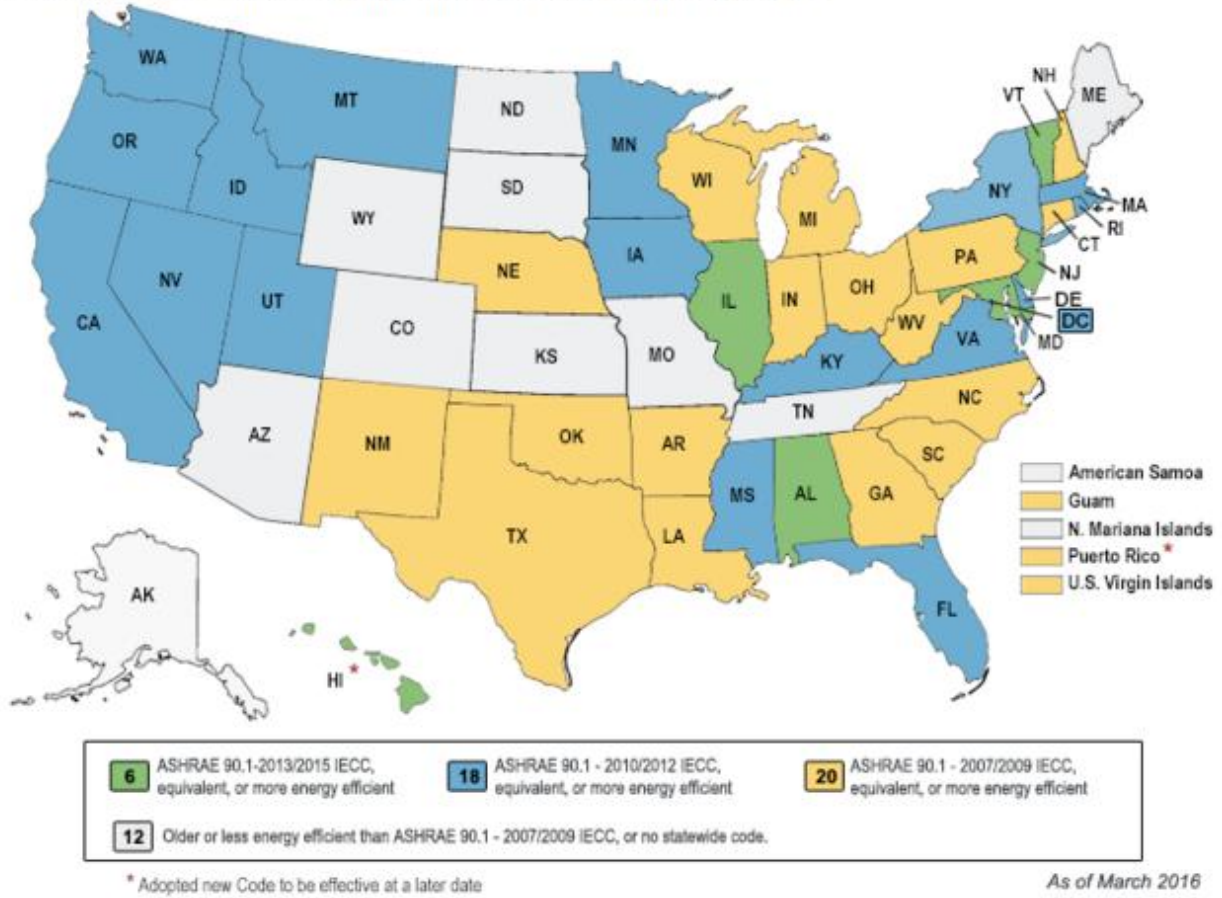 WA
MT
ND
MN
VT
NH
ME
OR
ID
SD
WI
NY
MA
WY
MI
RI
CT
IA
PA
NE
NJ
NV
UT
IL
IN
OH
DE
DC
CA
CO
WV
VA
MD
KS
MO
KY
TN
NC
AZ
NM
OK
AR
SC
MS
AL
GA
TX
LA
American Samoa
Guam
N. Mariana Islands
Puerto Rico *
U.S. Virgin Islands
AK
FL
HI *
6 ASHRAE 90.1-2013/2015 IECC,
equivalent, or more energy efficient
18 ASHRAE 90.1 - 2010/2012 IECC,
equivalent, or more energy efficient
20 ASHRAE 90.1 - 2007/2009 IECC,
equivalent, or more energy efficient
12 Older or less energy efficient than ASHRAE 90.1 - 2007/2009 IECC, or no statewide code.
* Adopted new Code to be effective at a later date
As of March 2016